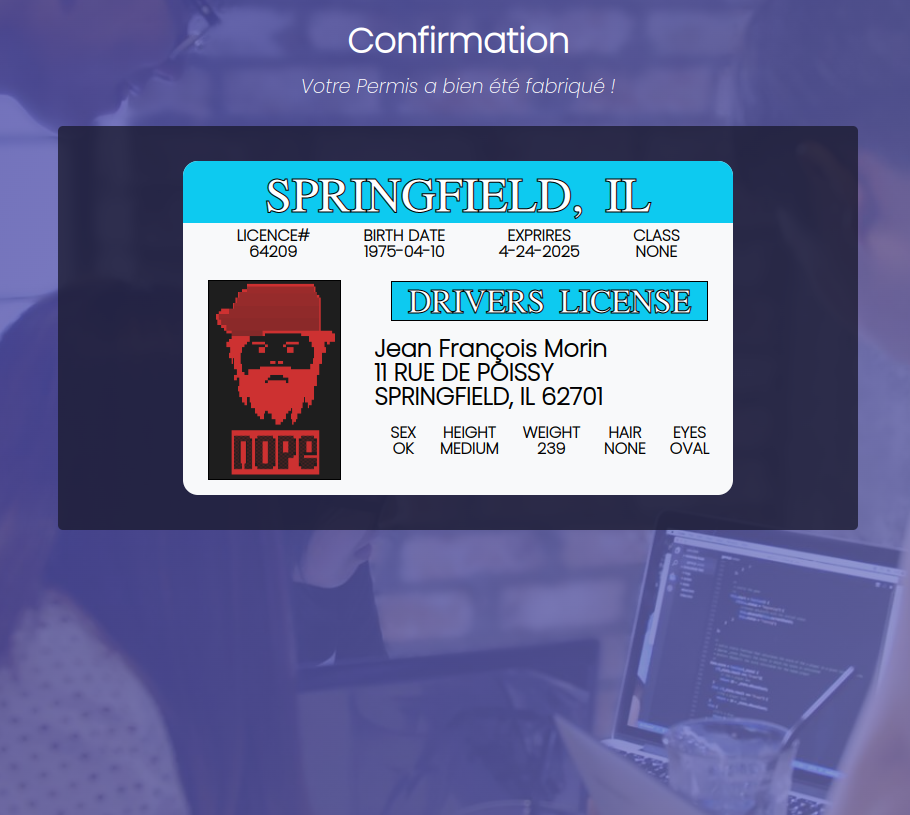 Confirmation
Votre Permis a bien été fabriqué !
SPRINGFIELD, IL
LICENCE# BIRTH DATE EXPRIRES CLASS
64209 1975-04-10 4-24-2025 NONE
DRIVERS LICENSE
Jean François Morin
11 RUE DE POISSY
SPRINGFIELD, IL 62701
SEX HEIGHT WEIGHT HAIR EYES
OK MEDIUM 239 NONE OVAL
nope